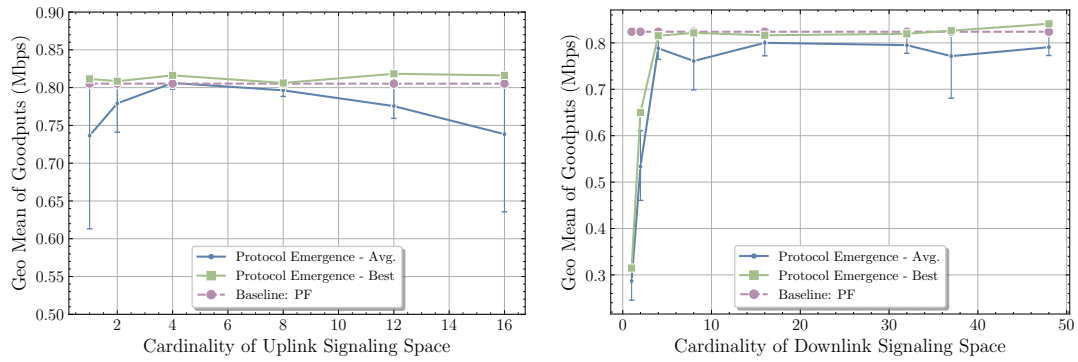 Geo Mean of Goodputs (Mbps)
0.90
0.85
0.80
0.75
0.70
0.65
0.60
0.55
0.50
Protocol Emergence - Avg.
Protocol Emergence - Best
Baseline: PF
2
4
6
8
10
12
14
16
Cardinality of Uplink Signaling Space
Geo Mean of Goodputs (Mbps)
0.8
0.7
0.6
0.5
0.4
0.3
Protocol Emergence - Avg.
Protocol Emergence - Best
Baseline: PF
0
10
20
30
40
50
Cardinality of Downlink Signaling Space